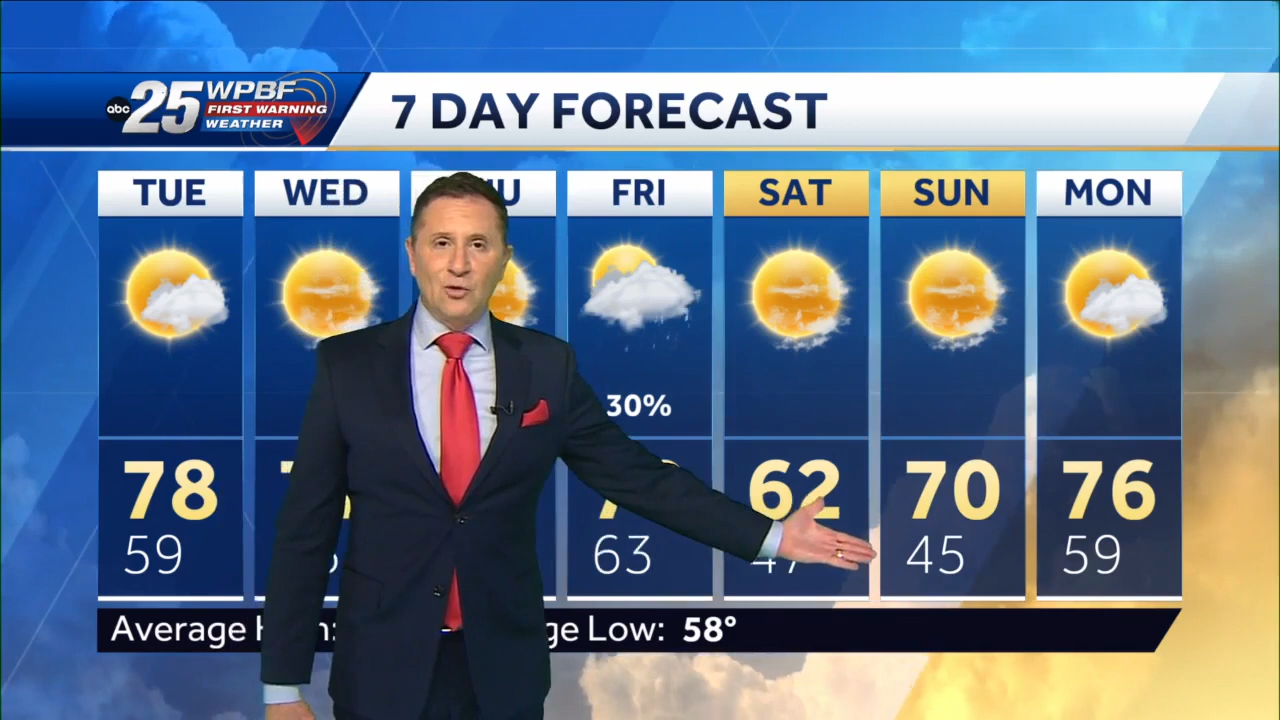 abc 25 WPBF
FIRST WARNING
WEATHER
7 DAY FORECAST
TUE WED U FRI SAT SUN MON
30%
78 62 70 76
59 63 47 45 59
Average Low: 58°